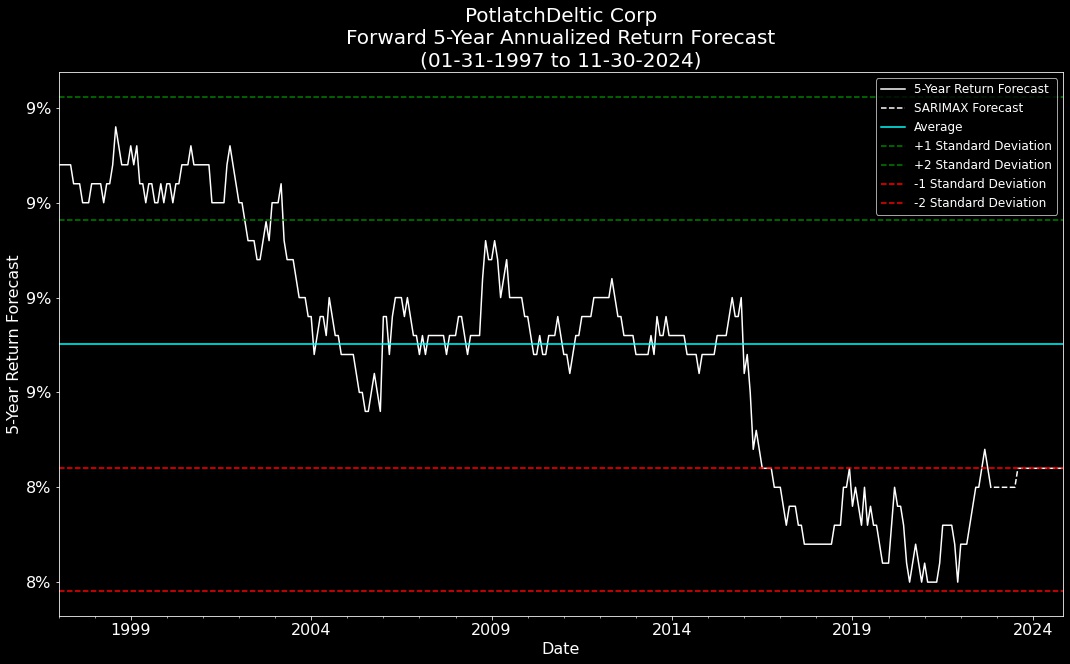 PotlatchDeltic Corp
Forward 5-Year Annualized Return Forecast
(01-31-1997 to 11-30-2024)
5-Year Return Forecast
SARIMAX Forecast
Average
+1 Standard Deviation
+2 Standard Deviation
-1 Standard Deviation
-2 Standard Deviation
9%
9%
9%
9%
8%
8%
5-Year Return Forecast
1999
2004
2009
2014
2019
2024
Date